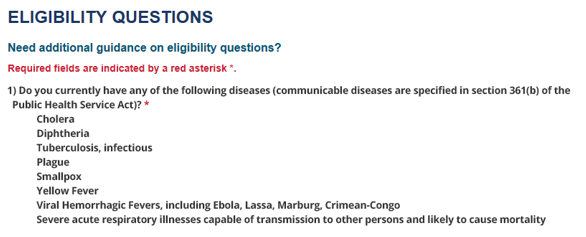 ELIGIBILITY QUESTIONS
Need additional guidance on eligibility questions?
Required fields are indicated by a red asterisk *.
1) Do you currently have any of the following diseases (communicable diseases are specified in section 361(b) of the
Public Health Service Act)? *
Cholera
Diphtheria
Tuberculosis, infectious
Plague
Smallpox
Yellow Fever
Viral Hemorrhagic Fevers, including Ebola, Lassa, Marburg, Crimean-Congo
Severe acute respiratory illnesses capable of transmission to other persons and likely to cause mortality